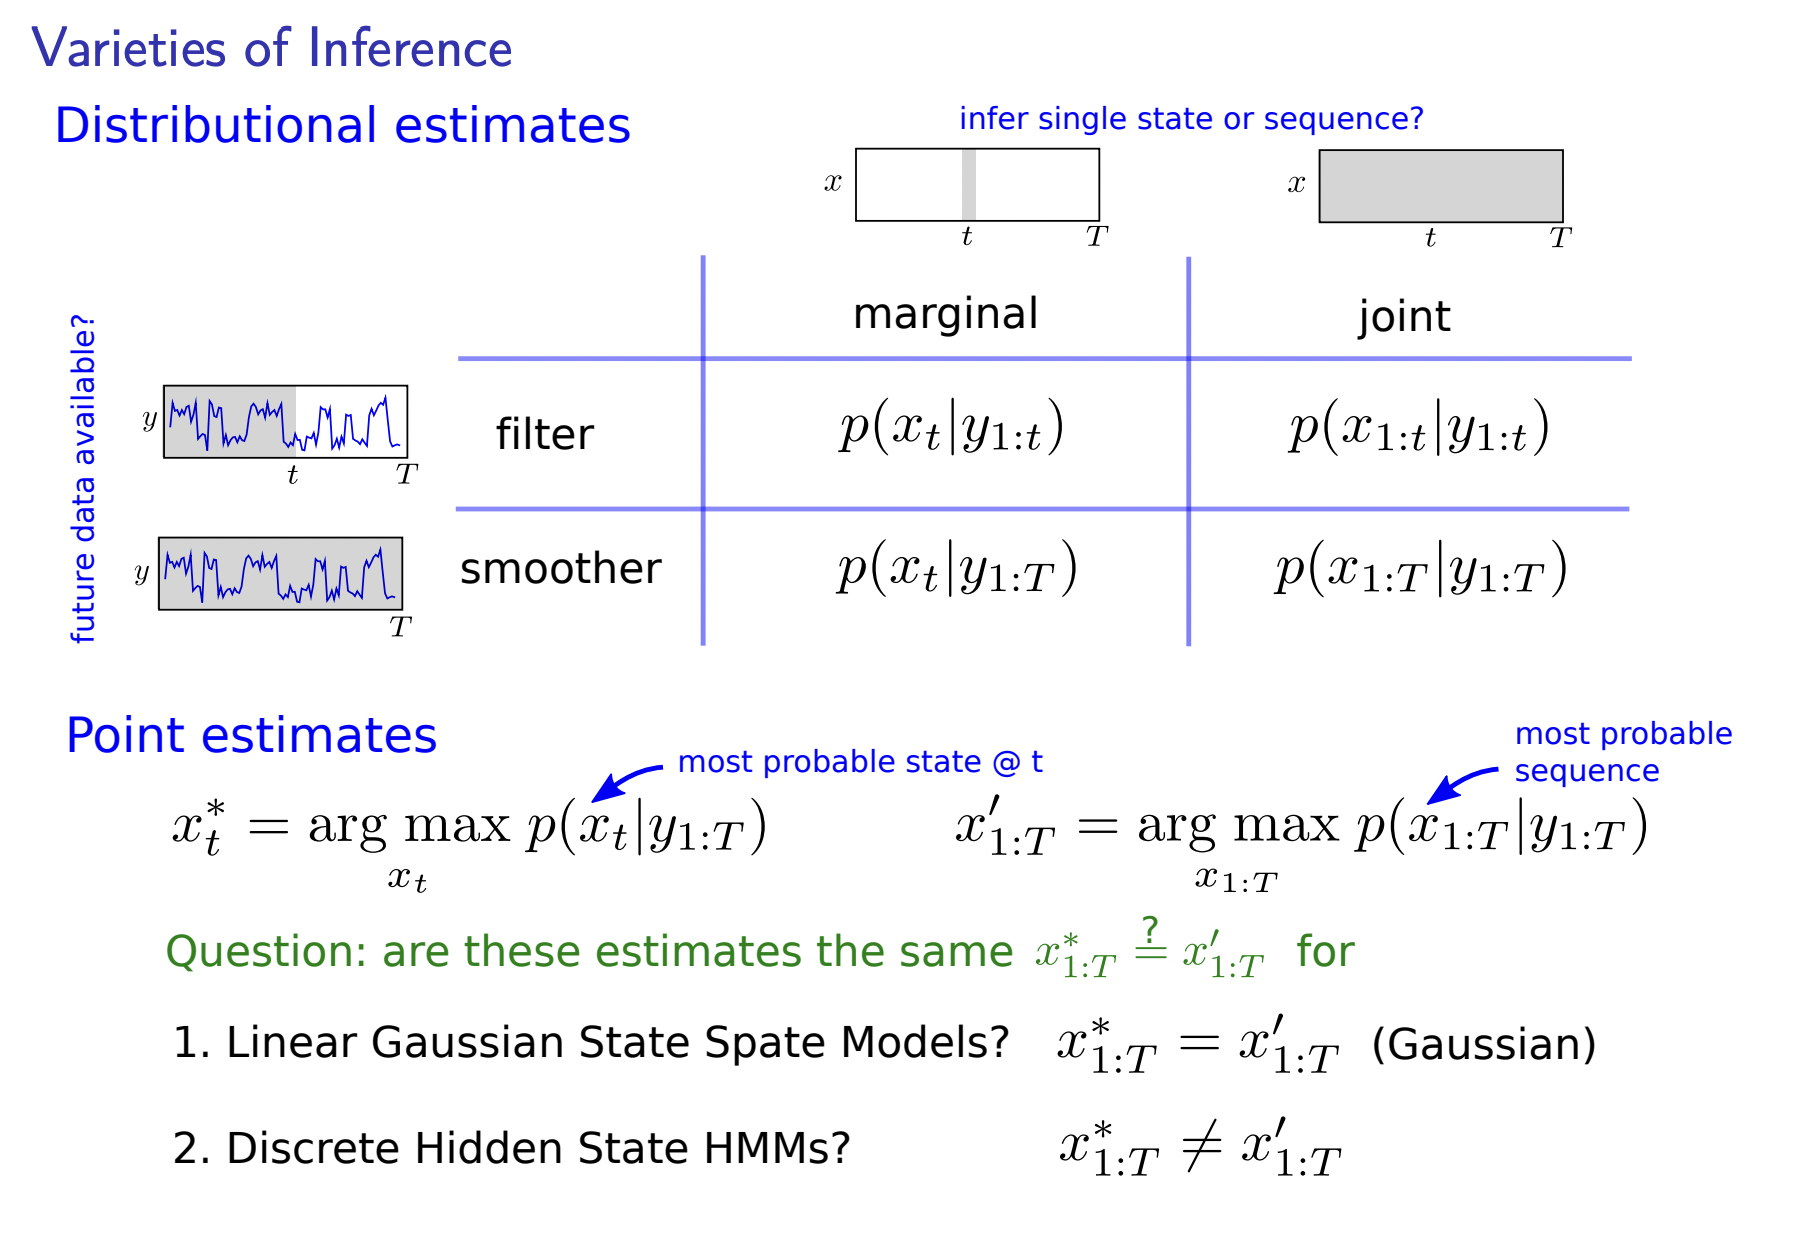 Varieties of Inference
Distributional estimates
infer single state or sequence?
x
t
T
x
t
T
marginal
joint
future data available?
y
t
T
filter
p(x_t|y_{1:t})
p(x_{1:t}|y_{1:t})
y
T
smoother
p(x_t|y_{1:T})
p(x_{1:T}|y_{1:T})
Point estimates
most probable state @ t
most probable
sequence
x^*_t = arg max_{x_t} p(x_t|y_{1:T})
x'_{1:T} = arg max_{x_{1:T}} p(x_{1:T}|y_{1:T})
Question: are these estimates the same x^*_{1:T} ?= x'_{1:T} for
1. Linear Gaussian State Spate Models? x^*_{1:T} = x'_{1:T} (Gaussian)
2. Discrete Hidden State HMMs? x^*_{1:T} ≠ x'_{1:T}